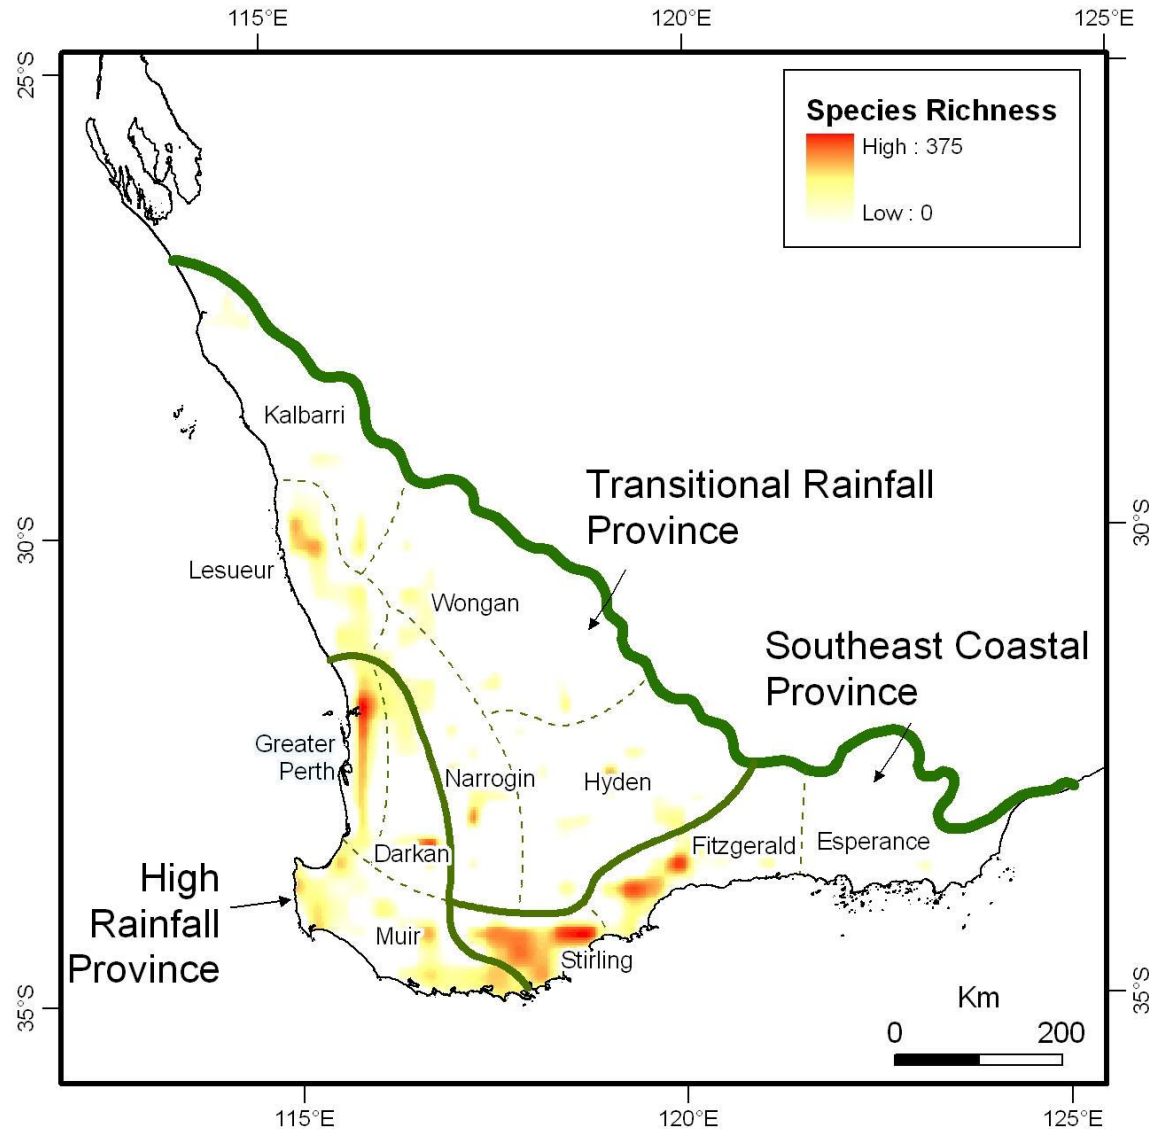 115°E
120°E
125°E
25°S
Species Richness
High : 375
Low : 0
Kalbarri
Transitional Rainfall
Province
30°S
30°S
Lesueur
Wongan
Southeast Coastal
Province
Greater
Perth
Narrogin
Hyden
Darkan
Fitzgerald
Esperance
High
Rainfall
Province
Muir
Stirling
Km
0
200
35°S
35°S
115°E
120°E
125°E